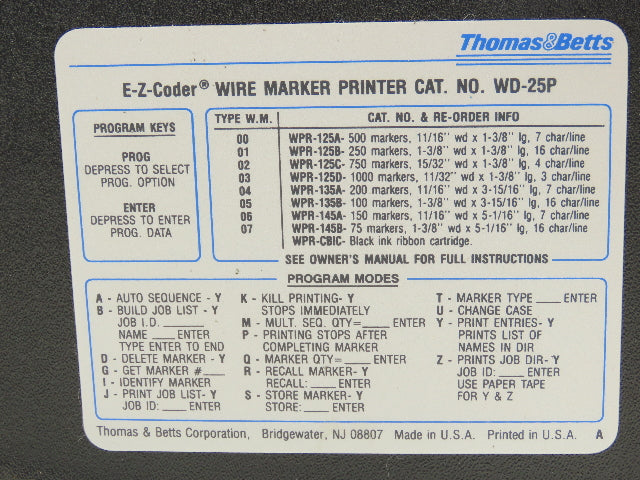 Thomas&Betts
E-Z-Coder® WIRE MARKER PRINTER CAT. NO. WD-25P
PROGRAM KEYS
PROG
DEPRESS TO SELECT
PROG. OPTION
ENTER
DEPRESS TO ENTER
PROG. DATA
TYPE W.M. CAT. NO. & RE-ORDER INFO
00 WPR-125A- 500 markers, 11/16" wd x 1-3/8" lg, 7 char/line
01 WPR-125B- 250 markers, 1-3/8" wd x 1-3/8" lg, 16 char/line
02 WPR-125C- 750 markers, 15/32" wd x 1-3/8" lg, 4 char/line
03 WPR-125D- 1000 markers, 11/32" wd x 1-3/8" lg, 3 char/line
04 WPR-135A- 200 markers, 11/16" wd x 3-15/16" lg, 7 char/line
05 WPR-135B- 100 markers, 1-3/8" wd x 3-15/16" lg, 16 char/line
06 WPR-145A- 150 markers, 11/16" wd x 5-1/16" lg, 7 char/line
07 WPR-145B- 75 markers, 1-3/8" wd x 5-1/16" lg, 16 char/line
WPR-CBIC- Black ink ribbon cartridge.
SEE OWNER'S MANUAL FOR FULL INSTRUCTIONS
PROGRAM MODES
A - AUTO SEQUENCE - Y
B - BUILD JOB LIST - Y
JOB I.D. ______
NAME ____ ENTER
TYPE ENTER TO END
D - DELETE MARKER - Y
G - GET MARKER #___
I - IDENTIFY MARKER
J - PRINT JOB LIST- Y
JOB ID: ____ ENTER
K - KILL PRINTING- Y
STOPS IMMEDIATELY
M - MULT. SEQ. QTY=____ ENTER
P - PRINTING STOPS AFTER
COMPLETING MARKER
Q - MARKER QTY=____ ENTER
R - RECALL MARKER- Y
RECALL: ____ ENTER
S - STORE MARKER- Y
STORE: ____ ENTER
T - MARKER TYPE ____ ENTER
U - CHANGE CASE
Y - PRINT ENTRIES- Y
PRINTS LIST OF
NAMES IN DIR
Z - PRINTS JOB DIR- Y
JOB ID: ____ ENTER
USE PAPER TAPE
FOR Y & Z
Thomas & Betts Corporation, Bridgewater, NJ 08807 Made in U.S.A. Printed in U.S.A. A